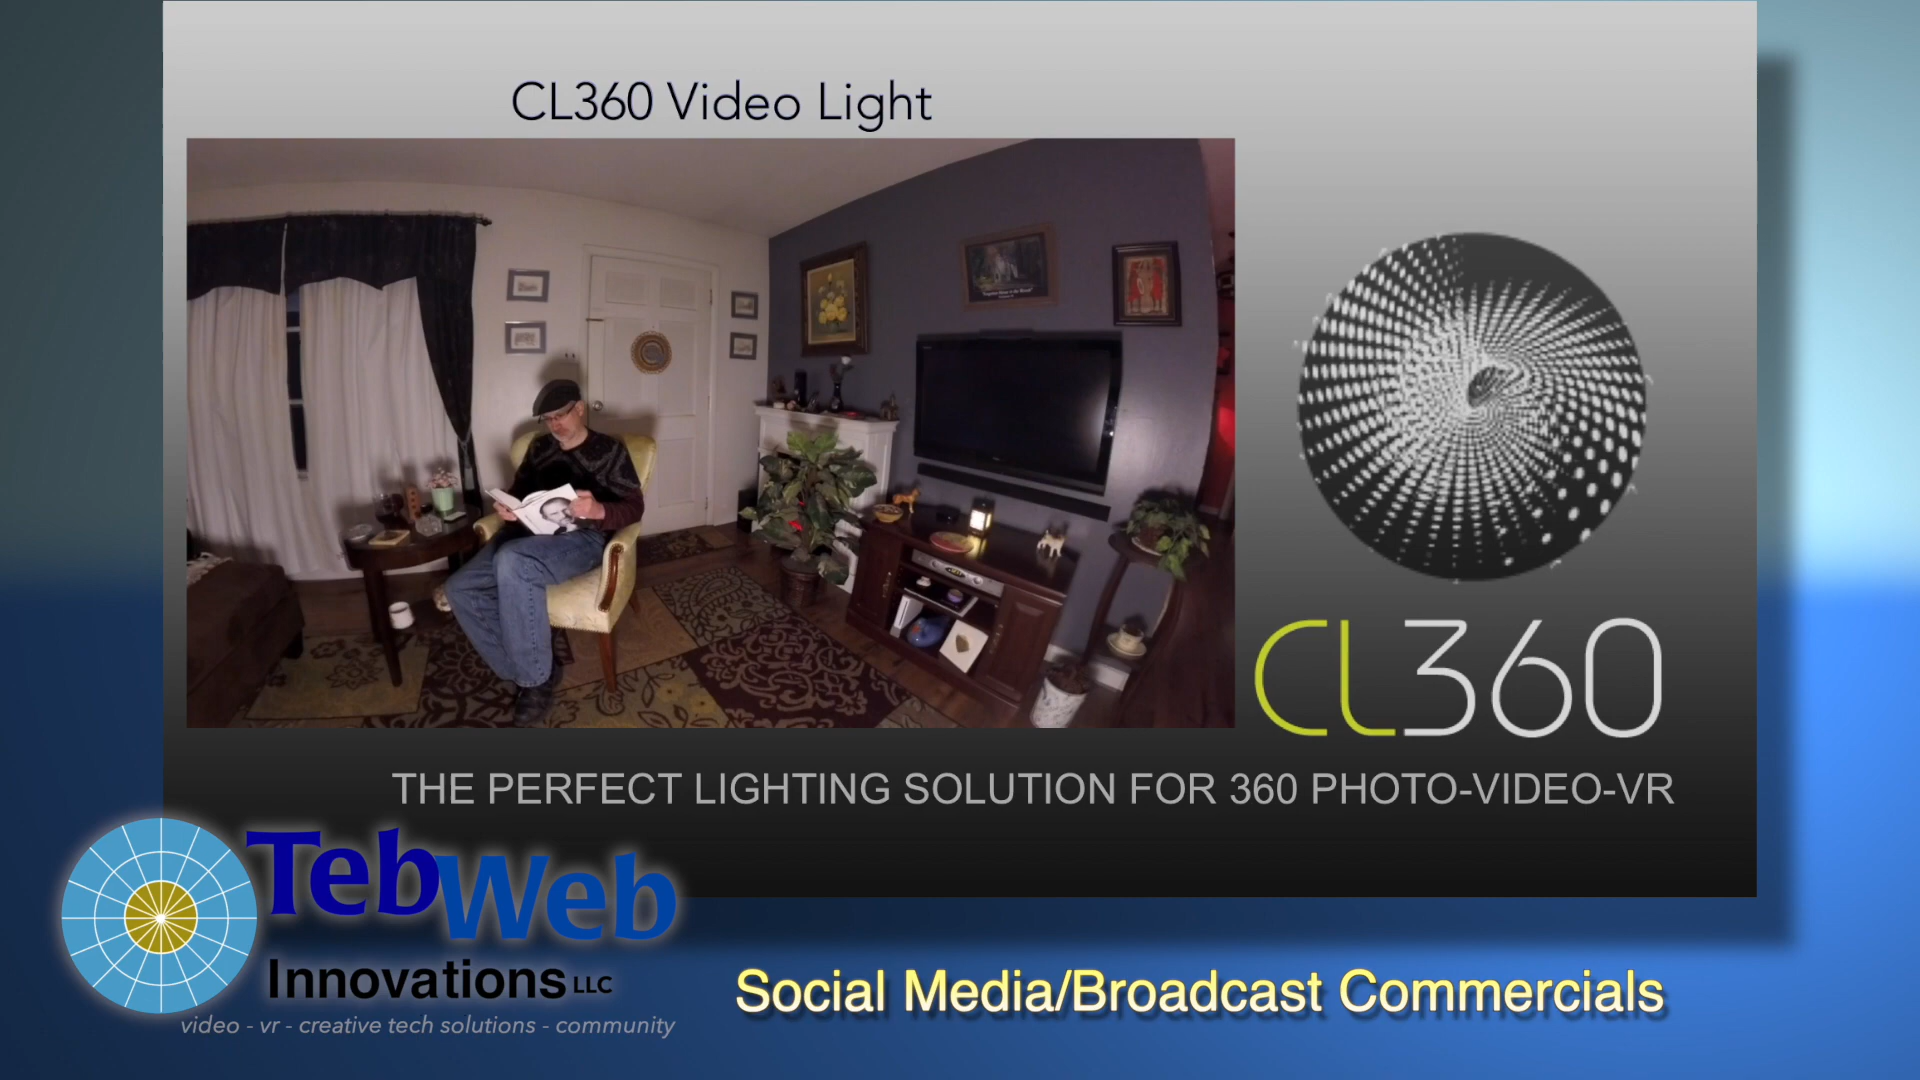 CL360 Video Light
CL360
THE PERFECT LIGHTING SOLUTION FOR 360 PHOTO-VIDEO-VR
TebWeb
Innovations LLC
video - vr - creative tech solutions - community
Social Media/Broadcast Commercials